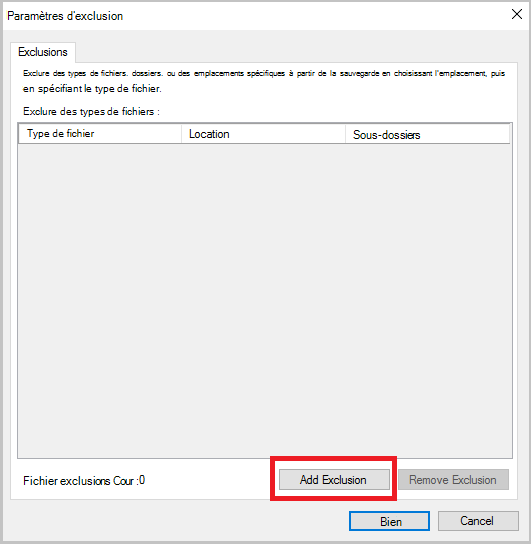 Paramètres d'exclusion
Exclusions
Exclure des types de fichiers. dossiers. ou des emplacements spécifiques à partir de la sauvegarde en choisissant l'emplacement, puis
en spécifiant le type de fichier.
Exclure des types de fichiers :
Type de fichier Location Sous-dossiers
Fichier exclusions Cour :0 Add Exclusion Remove Exclusion
Bien Cancel